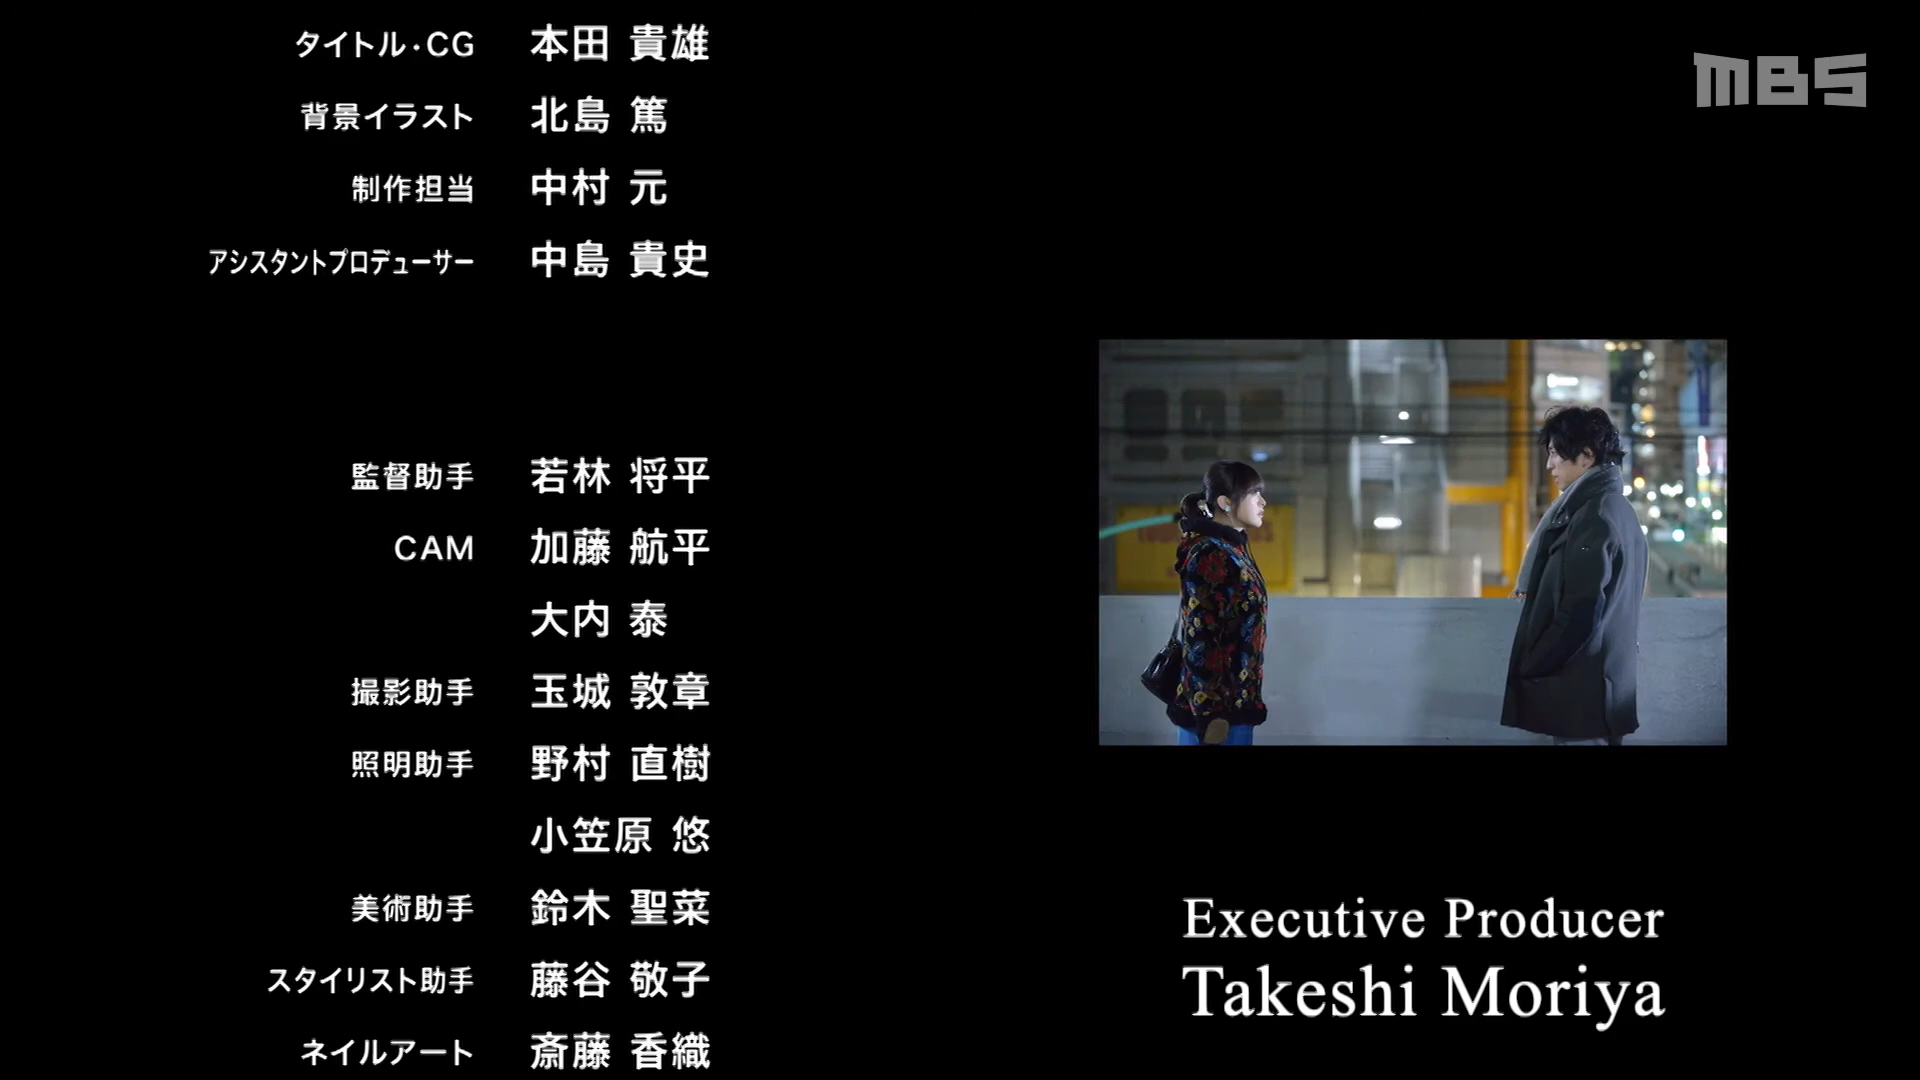 タイトル・CG 本田 貴雄
背景イラスト 北島 篤
制作担当 中村 元
アシスタントプロデューサー 中島 貴史
監督助手 若林 将平
CAM 加藤 航平
大内 泰
撮影助手 玉城 敦章
照明助手 野村 直樹
小笠原 悠
美術助手 鈴木 聖菜
スタイリスト助手 藤谷 敬子
ネイルアート 斎藤 香織
MBS
Executive Producer
Takeshi Moriya